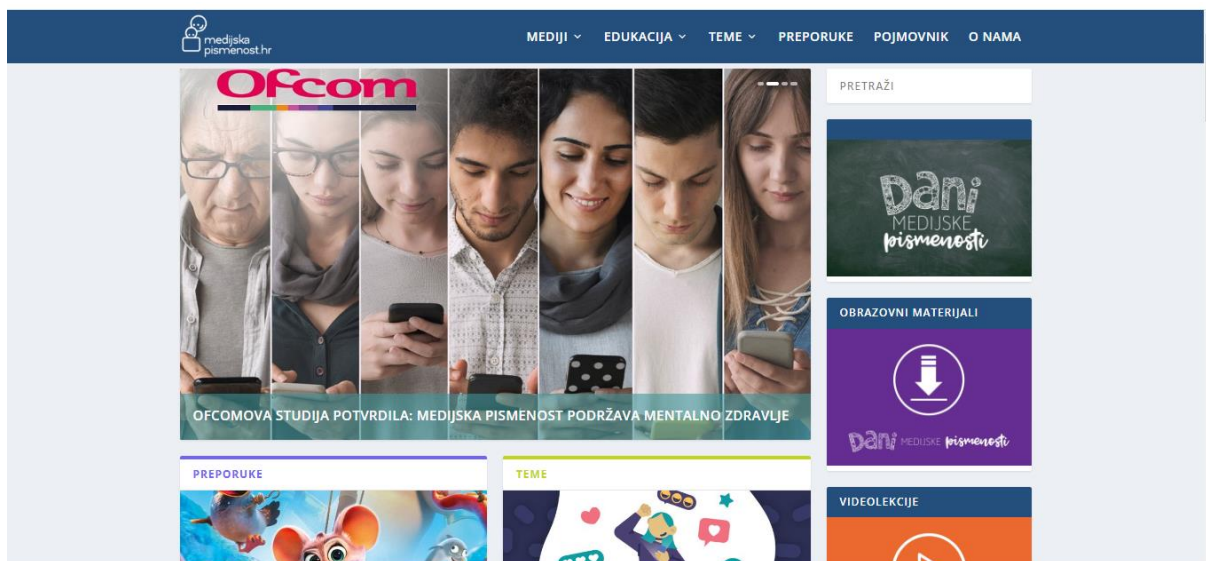 medijska
pismenost.hr
MEDIJI EDUKACIJA TEME PREPORUKE POJMOVNIK O NAMA
Ofcom
OFCOMOVA STUDIJA POTVRDILA: MEDIJSKA PISMENOST PODRŽAVA MENTALNO ZDRAVLJE
PRETRAŽI
Dani
MEDIJSKE
pismenosti
OBRAZOVNI MATERIJALI
Dani MEDIJSKE pismenosti
PREPORUKE
TEME
VIDEOLEKCIJE